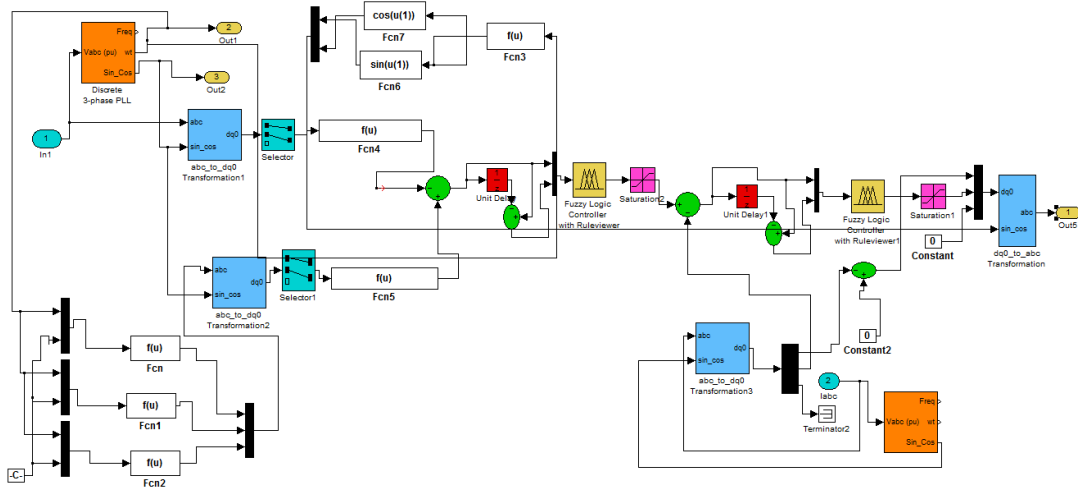 Freq
Vabc (pu)
wt
Sin_Cos
Discrete
3-phase PLL
2
Out1
3
Out2
1
In1
abc
dq0
sin_cos
abc_to_dq0
Transformation1
Selector
cos(u(1))
Fcn7
sin(u(1))
Fcn6
f(u)
Fcn3
f(u)
Fcn4
Fuzzy Logic
Controller
with Ruleviewer
Saturation2
Unit Delay1
Fuzzy Logic
Controller
with Ruleviewer1
Saturation1
0
Constant
dq0
abc
sin_cos
dq0_to_abc
Transformation
1
Out5
abc
dq0
sin_cos
abc_to_dq0
Transformation2
Selector1
f(u)
Fcn5
0
Constant2
f(u)
Fcn
f(u)
Fcn1
f(u)
Fcn2
-C-
abc
dq0
sin_cos
abc_to_dq0
Transformation3
2
Iabc
Terminator2
Freq
Vabc (pu)
wt
Sin_Cos